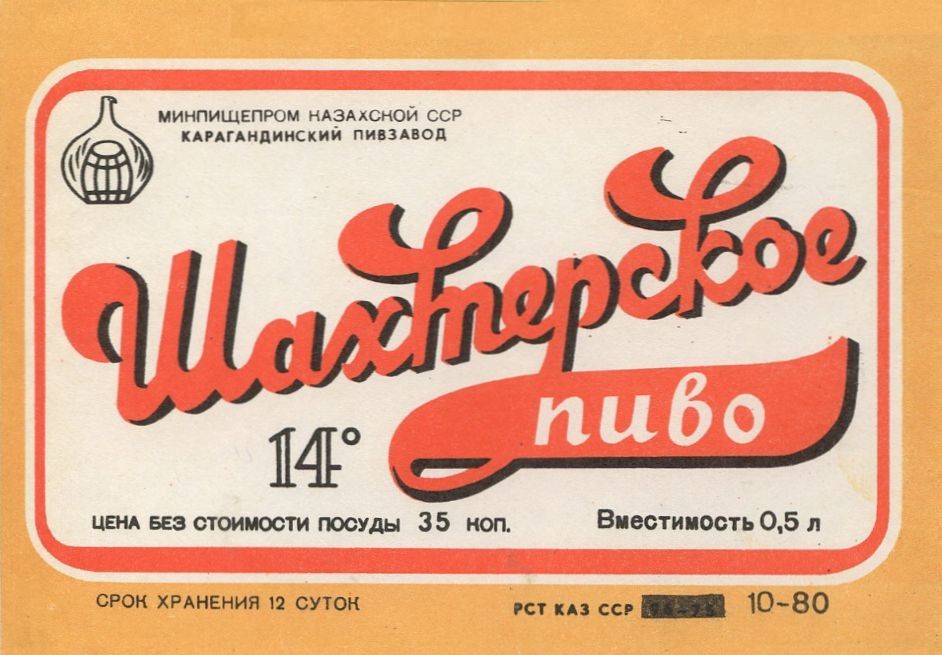 МИНПИЩЕПРОМ КАЗАХСКОЙ ССР
КАРАГАНДИНСКИЙ ПИВЗАВОД
Шахтерское
пиво
14°
ЦЕНА БЕЗ СТОИМОСТИ ПОСУДЫ 35 КОП. Вместимость 0,5 л
СРОК ХРАНЕНИЯ 12 СУТОК РСТ КАЗ ССР 10-80